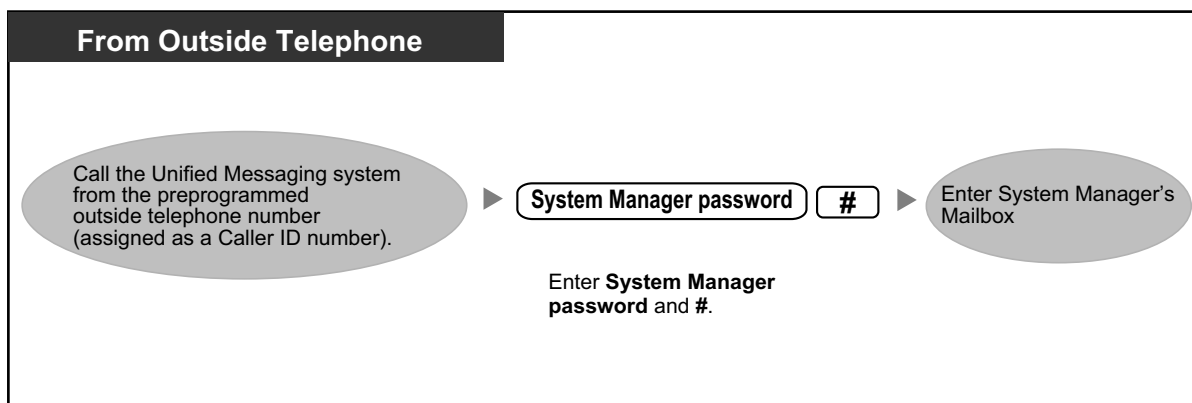 From Outside Telephone
Call the Unified Messaging system
from the preprogrammed
outside telephone number
(assigned as a Caller ID number).
System Manager password #
Enter System Manager
password and #.
Enter System Manager's
Mailbox